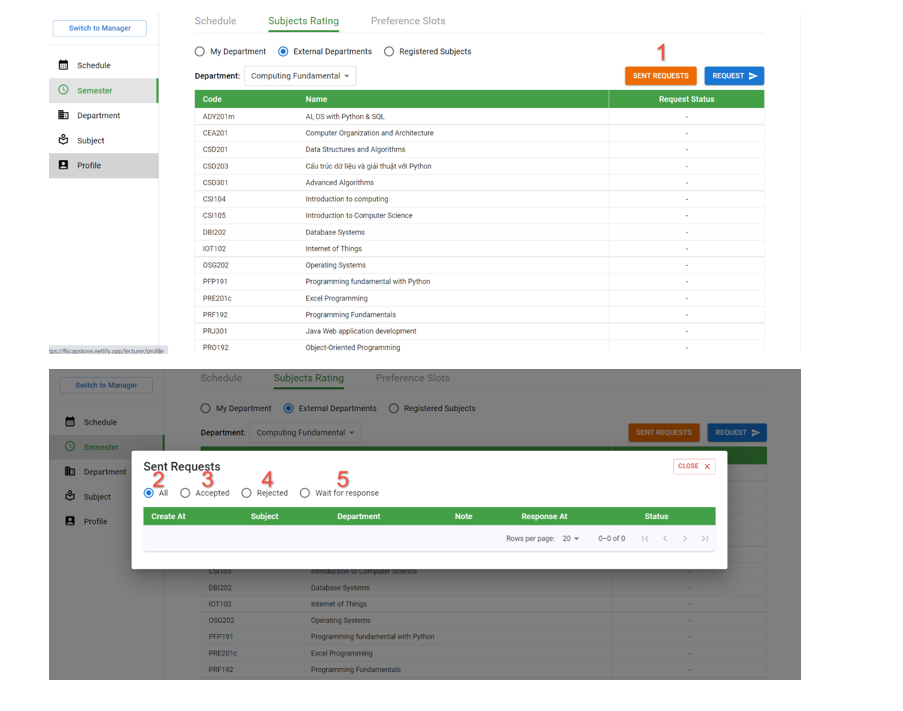 Switch to Manager
Schedule Subjects Rating Preference Slots
My Department External Departments Registered Subjects
1
Schedule
Semester
Department
Subject
Profile
Department: Computing Fundamental
SENT REQUESTS REQUEST
Code Name Request Status
ADY201m AI, DS with Python & SQL -
CEA201 Computer Organization and Architecture -
CSD201 Data Structures and Algorithms -
CSD203 Cấu trúc dữ liệu và giải thuật với Python -
CSD301 Advanced Algorithms -
CSI104 Introduction to computing -
CSI105 Introduction to Computer Science -
DBI202 Database Systems -
IOT102 Internet of Things -
OSG202 Operating Systems -
PFP191 Programming fundamental with Python -
PRE201c Excel Programming -
PRF192 Programming Fundamentals -
PRJ301 Java Web application development -
PRO192 Object-Oriented Programming -
Switch to Manager
Schedule Subjects Rating Preference Slots
My Department External Departments Registered Subjects
Schedule
Semester
Department
Subject
Profile
Department: Computing Fundamental
SENT REQUESTS REQUEST
Sent Requests
CLOSE
2 3 4 5
All Accepted Rejected Wait for response
Create At Subject Department Note Response At Status
Rows per page: 20 0–0 of 0
CSI105 Introduction to Computer Science -
DBI202 Database Systems -
IOT102 Internet of Things -
OSG202 Operating Systems -
PFP191 Programming fundamental with Python -
PRE201c Excel Programming -
PRF192 Programming Fundamentals -